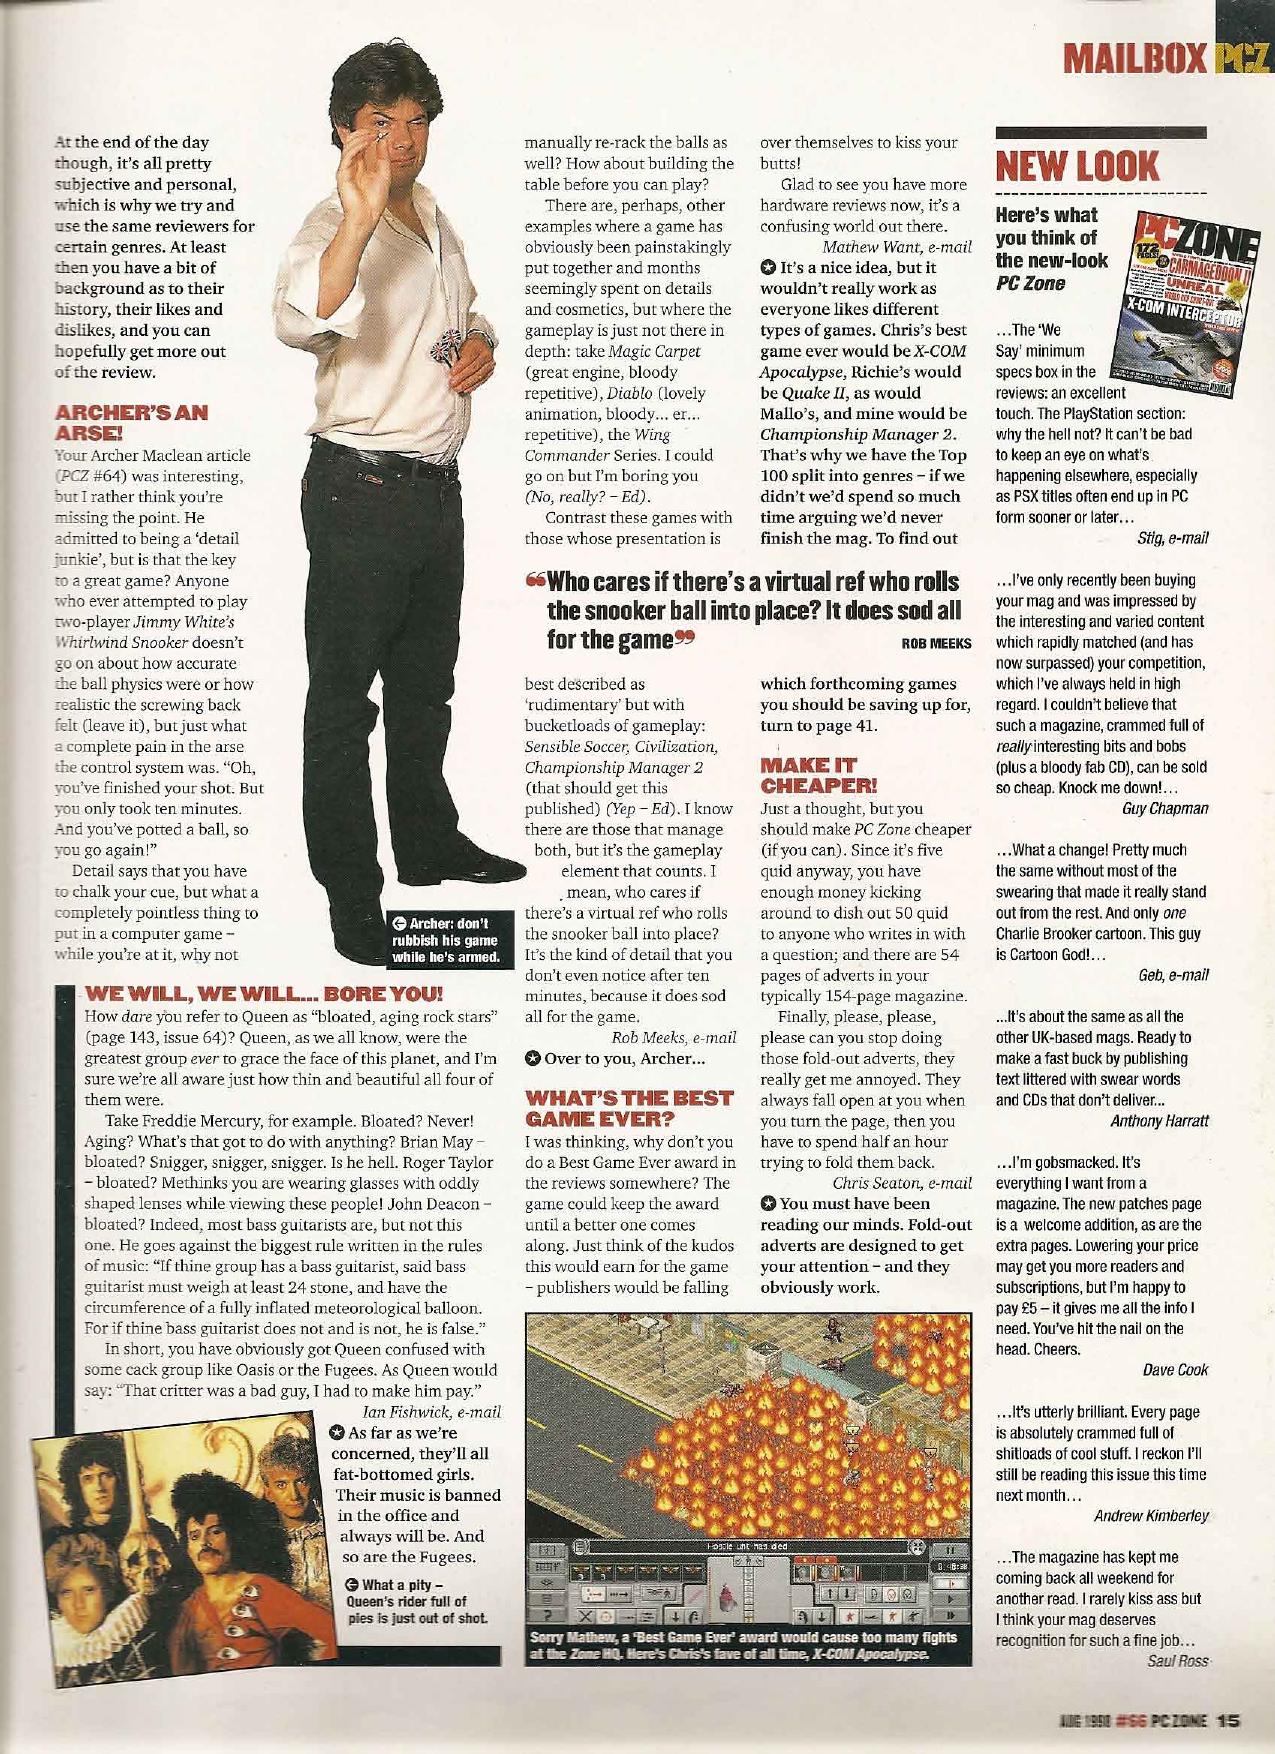 MAILBOX PCZ
At the end of the day
though, it's all pretty
subjective and personal,
which is why we try and
use the same reviewers for
certain genres. At least
then you have a bit of
background as to their
history, their likes and
dislikes, and you can
hopefully get more out
of the review.
ARCHER'S AN
ARSE!
Your Archer Maclean article
(PCZ #64) was interesting,
but I rather think you're
missing the point. He
admitted to being a 'detail
junkie', but is that the key
to a great game? Anyone
who ever attempted to play
two-player Jimmy White's
Whirlwind Snooker doesn't
go on about how accurate
the ball physics were or how
realistic the screwing back
felt (leave it), but just what
a complete pain in the arse
the control system was. "Oh,
you've finished your shot. But
you only took ten minutes.
And you've potted a ball, so
you go again!"
Detail says that you have
to chalk your cue, but what a
completely pointless thing to
put in a computer game –
while you're at it, why not
Archer: don't
rubbish his game
while he's armed.
manually re-rack the balls as
well? How about building the
table before you can play?
There are, perhaps, other
examples where a game has
obviously been painstakingly
put together and months
seemingly spent on details
and cosmetics, but where the
gameplay is just not there in
depth: take Magic Carpet
(great engine, bloody
repetitive), Diablo (lovely
animation, bloody... er...
repetitive), the Wing
Commander Series. I could
go on but I'm boring you
(No, really? – Ed).
Contrast these games with
those whose presentation is
"Who cares if there's a virtual ref who rolls
the snooker ball into place? It does sod all
for the game"
ROB MEEKS
best described as
'rudimentary' but with
bucketloads of gameplay:
Sensible Soccer, Civilization,
Championship Manager 2
(that should get this
published) (Yep – Ed). I know
there are those that manage
both, but it's the gameplay
element that counts. I
mean, who cares if
there's a virtual ref who rolls
the snooker ball into place?
It's the kind of detail that you
don't even notice after ten
minutes, because it does sod
all for the game.
Rob Meeks, e-mail
Over to you, Archer...
WHAT'S THE BEST
GAME EVER?
I was thinking, why don't you
do a Best Game Ever award in
the reviews somewhere? The
game could keep the award
until a better one comes
along. Just think of the kudos
this would earn for the game
– publishers would be falling
over themselves to kiss your
butts!
Glad to see you have more
hardware reviews now, it's a
confusing world out there.
Mathew Want, e-mail
It's a nice idea, but it
wouldn't really work as
everyone likes different
types of games. Chris's best
game ever would be X-COM
Apocalypse, Richie's would
be Quake II, as would
Mallo's, and mine would be
Championship Manager 2.
That's why we have the Top
100 split into genres – if we
didn't we'd spend so much
time arguing we'd never
finish the mag. To find out
which forthcoming games
you should be saving up for,
turn to page 41.
MAKE IT
CHEAPER!
Just a thought, but you
should make PC Zone cheaper
(if you can). Since it's five
quid anyway, you have
enough money kicking
around to dish out 50 quid
to anyone who writes in with
a question; and there are 54
pages of adverts in your
typically 154-page magazine.
Finally, please, please,
please can you stop doing
those fold-out adverts, they
really get me annoyed. They
always fall open at you when
you turn the page, then you
have to spend half an hour
trying to fold them back.
Chris Seaton, e-mail
You must have been
reading our minds. Fold-out
adverts are designed to get
your attention – and they
obviously work.
Hostile unit has died
Sorry Mathew, a 'Best Game Ever' award would cause too many fights
at the Zone HQ. Here's Chris's fave of all time, X-COM Apocalypse.
WE WILL, WE WILL... BORE YOU!
How dare you refer to Queen as "bloated, aging rock stars"
(page 143, issue 64)? Queen, as we all know, were the
greatest group ever to grace the face of this planet, and I'm
sure we're all aware just how thin and beautiful all four of
them were.
Take Freddie Mercury, for example. Bloated? Never!
Aging? What's that got to do with anything? Brian May –
bloated? Snigger, snigger, snigger. Is he hell. Roger Taylor
– bloated? Methinks you are wearing glasses with oddly
shaped lenses while viewing these people! John Deacon –
bloated? Indeed, most bass guitarists are, but not this
one. He goes against the biggest rule written in the rules
of music: "If thine group has a bass guitarist, said bass
guitarist must weigh at least 24 stone, and have the
circumference of a fully inflated meteorological balloon.
For if thine bass guitarist does not and is not, he is false."
In short, you have obviously got Queen confused with
some cack group like Oasis or the Fugees. As Queen would
say: "That critter was a bad guy, I had to make him pay."
Ian Fishwick, e-mail
As far as we're
concerned, they'll all
fat-bottomed girls.
Their music is banned
in the office and
always will be. And
so are the Fugees.
What a pity –
Queen's rider full of
pies is just out of shot.
NEW LOOK
Here's what
you think of
the new-look
PC Zone
PC ZONE
172
PAGES!
CARMAGEDDON II
UNREAL
X-COM INTERCEPTOR
...The 'We
Say' minimum
specs box in the
reviews: an excellent
touch. The PlayStation section:
why the hell not? It can't be bad
to keep an eye on what's
happening elsewhere, especially
as PSX titles often end up in PC
form sooner or later...
Stig, e-mail
...I've only recently been buying
your mag and was impressed by
the interesting and varied content
which rapidly matched (and has
now surpassed) your competition,
which I've always held in high
regard. I couldn't believe that
such a magazine, crammed full of
really interesting bits and bobs
(plus a bloody fab CD), can be sold
so cheap. Knock me down!...
Guy Chapman
...What a change! Pretty much
the same without most of the
swearing that made it really stand
out from the rest. And only one
Charlie Brooker cartoon. This guy
is Cartoon God!...
Geb, e-mail
...It's about the same as all the
other UK-based mags. Ready to
make a fast buck by publishing
text littered with swear words
and CDs that don't deliver...
Anthony Harratt
...I'm gobsmacked. It's
everything I want from a
magazine. The new patches page
is a welcome addition, as are the
extra pages. Lowering your price
may get you more readers and
subscriptions, but I'm happy to
pay £5 – it gives me all the info I
need. You've hit the nail on the
head. Cheers.
Dave Cook
...It's utterly brilliant. Every page
is absolutely crammed full of
shitloads of cool stuff. I reckon I'll
still be reading this issue this time
next month...
Andrew Kimberley
...The magazine has kept me
coming back all weekend for
another read. I rarely kiss ass but
I think your mag deserves
recognition for such a fine job...
Saul Ross
AUG 1998 #66 PC ZONE 15